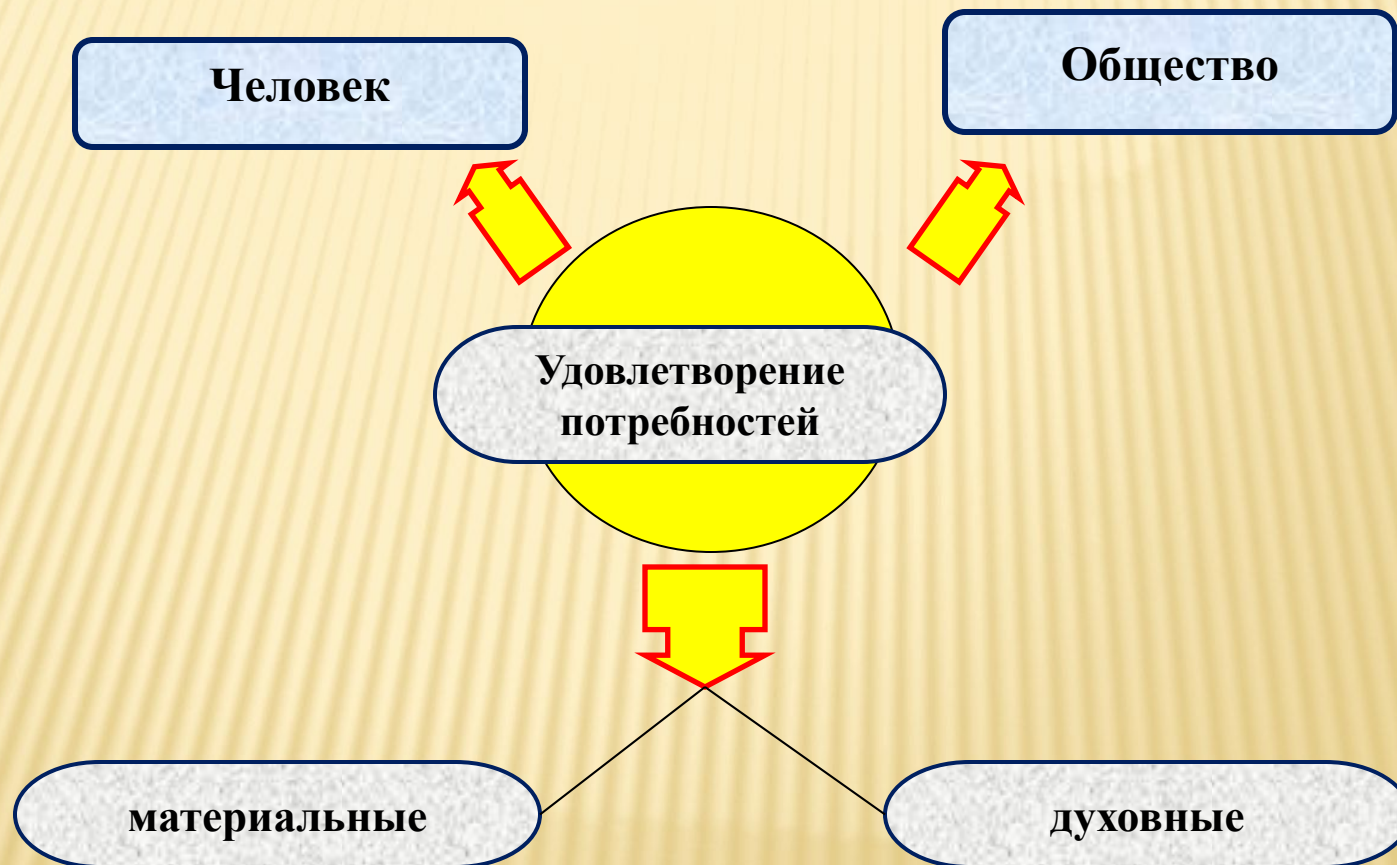 Человек
Общество
Удовлетворение
потребностей
материальные
духовные